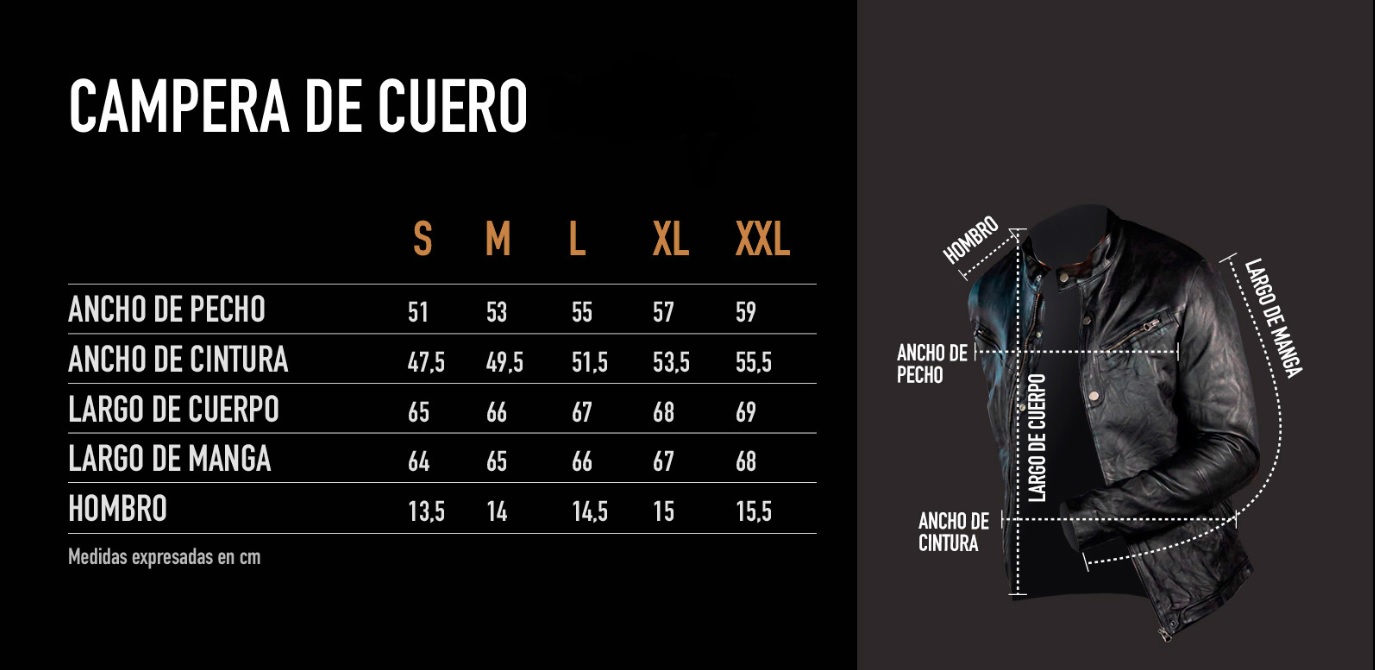 CAMPERA DE CUERO
S M L XL XXL
ANCHO DE PECHO 51 53 55 57 59
ANCHO DE CINTURA 47,5 49,5 51,5 53,5 55,5
LARGO DE CUERPO 65 66 67 68 69
LARGO DE MANGA 64 65 66 67 68
HOMBRO 13,5 14 14,5 15 15,5
Medidas expresadas en cm
HOMBRO
LARGO DE MANGA
ANCHO DE
PECHO
LARGO DE CUERPO
ANCHO DE
CINTURA